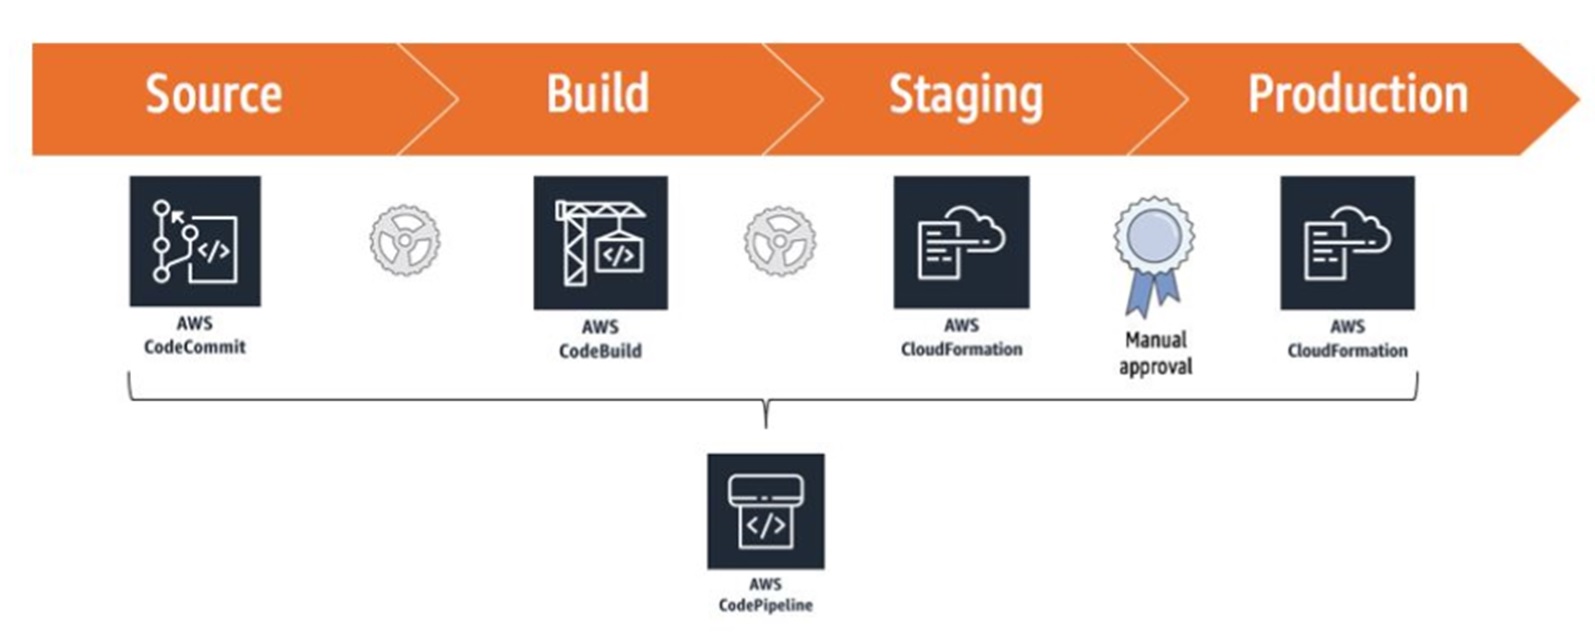 Source
Build
Staging
Production
</>
</>
AWS
CodeCommit
AWS
CodeBuild
AWS
CloudFormation
Manual
approval
AWS
CloudFormation
</>
AWS
CodePipeline